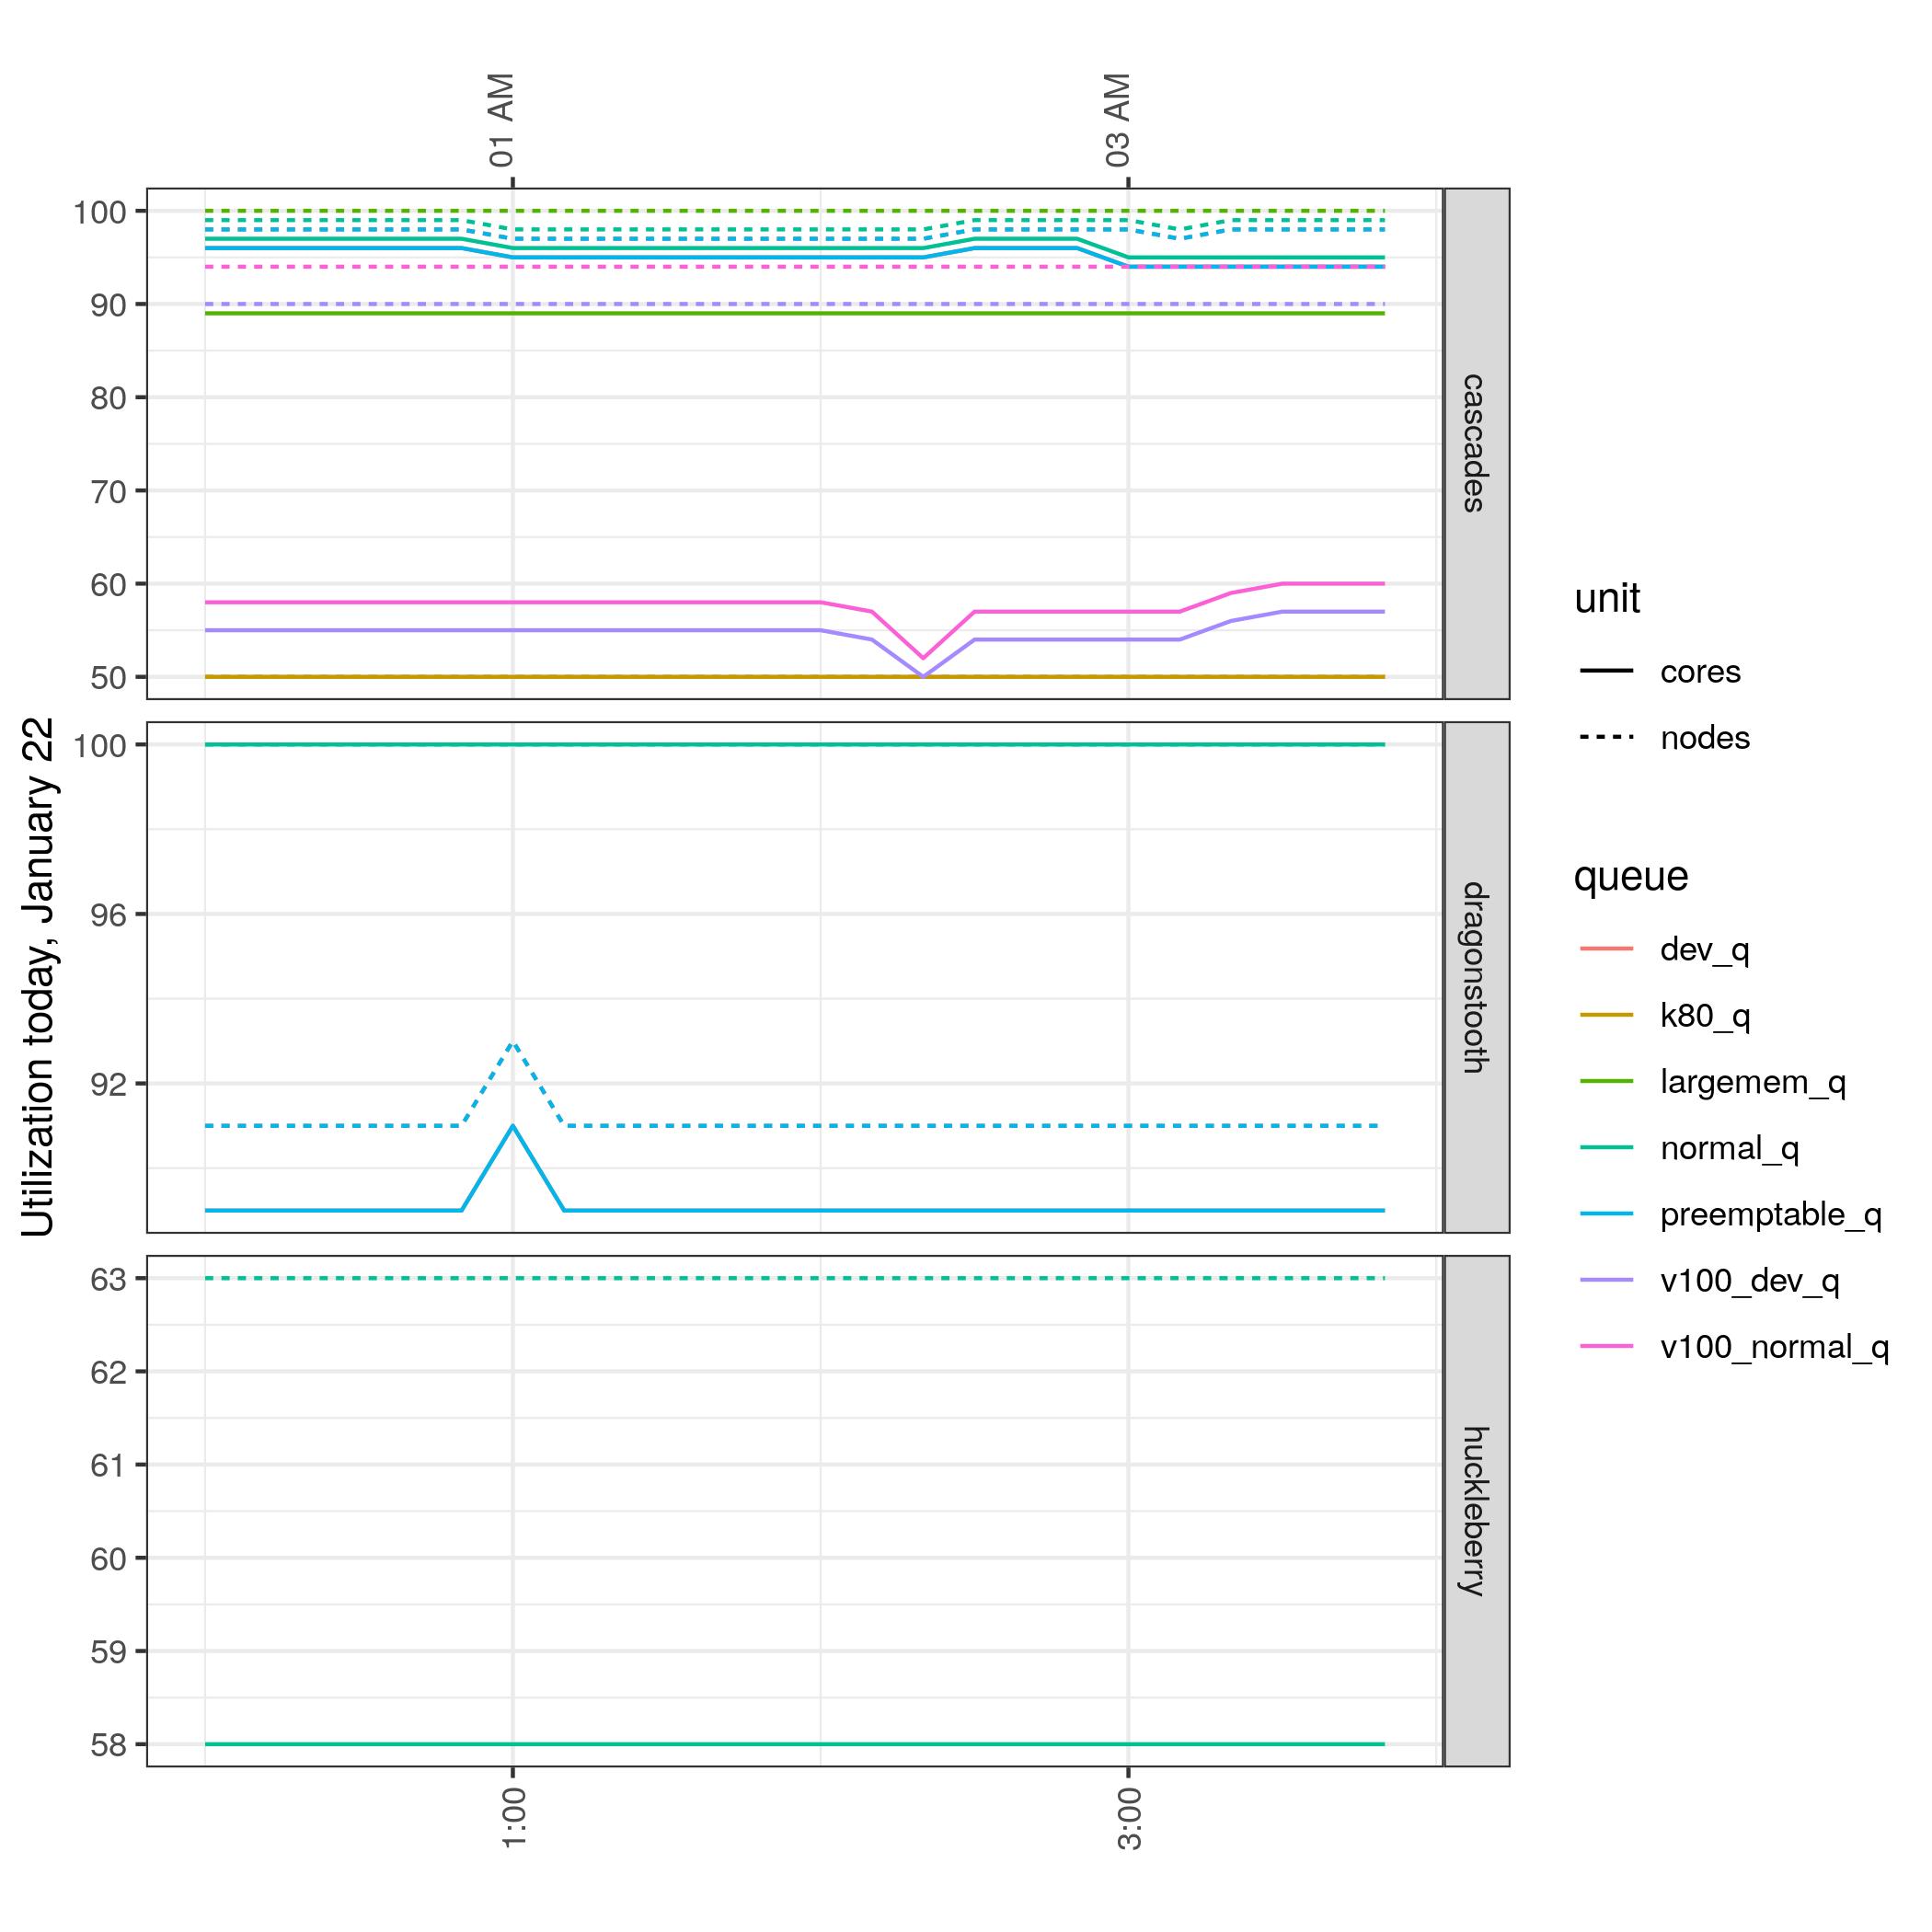 01 AM
03 AM
Utilization today, January 22
100
90
80
70
60
50
cascades
100
96
92
dragonstooth
63
62
61
60
59
58
huckleberry
1:00
3:00
unit
cores
nodes
queue
dev_q
k80_q
largemem_q
normal_q
preemptable_q
v100_dev_q
v100_normal_q